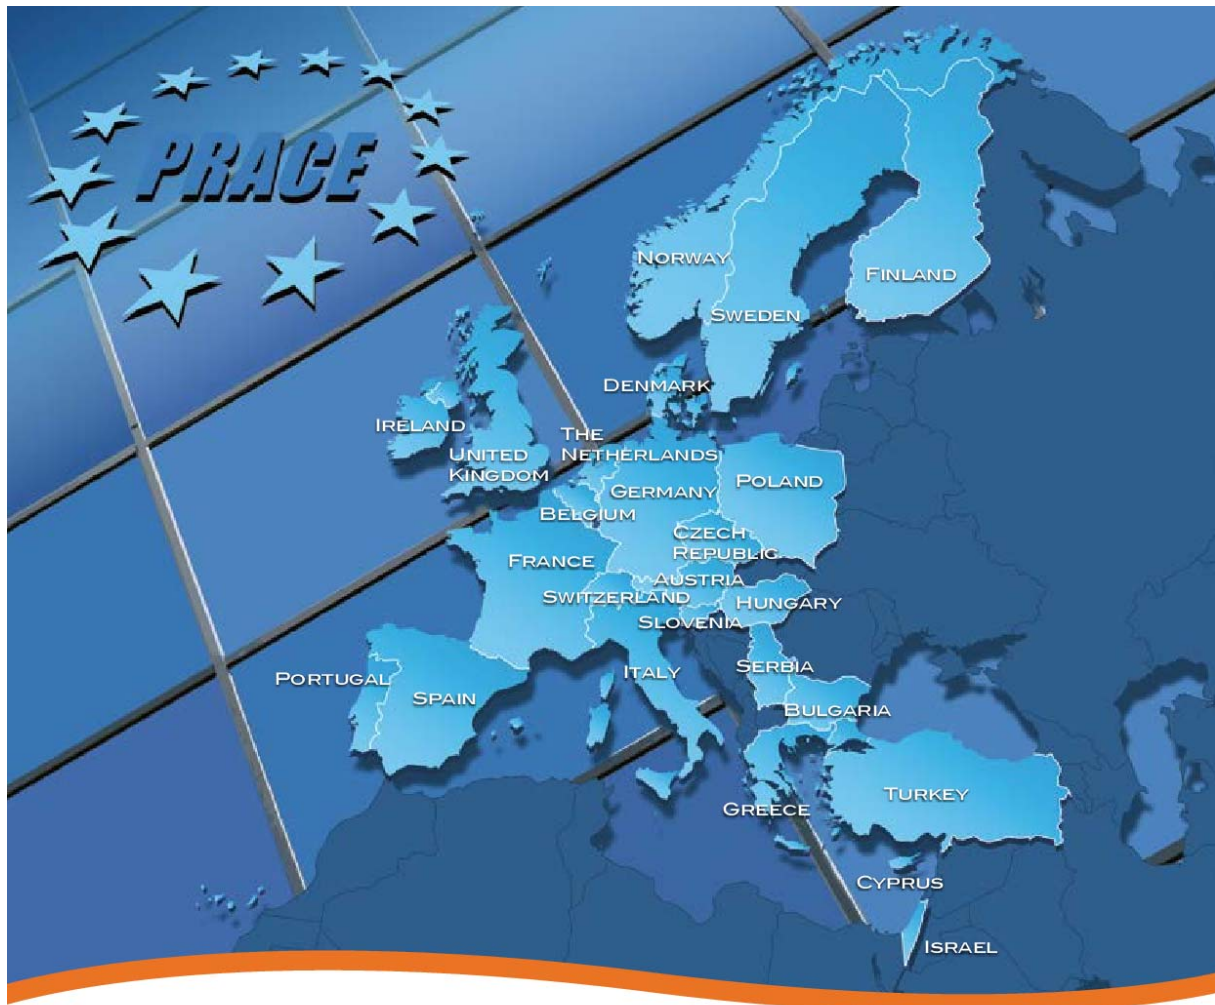 PRACE
NORWAY
FINLAND
SWEDEN
DENMARK
IRELAND
THE
NETHERLANDS
UNITED
KINGDOM
GERMANY
POLAND
BELGIUM
CZECH
REPUBLIC
FRANCE
AUSTRIA
SWITZERLAND
HUNGARY
SLOVENIA
PORTUGAL
SPAIN
ITALY
SERBIA
BULGARIA
TURKEY
GREECE
CYPRUS
ISRAEL